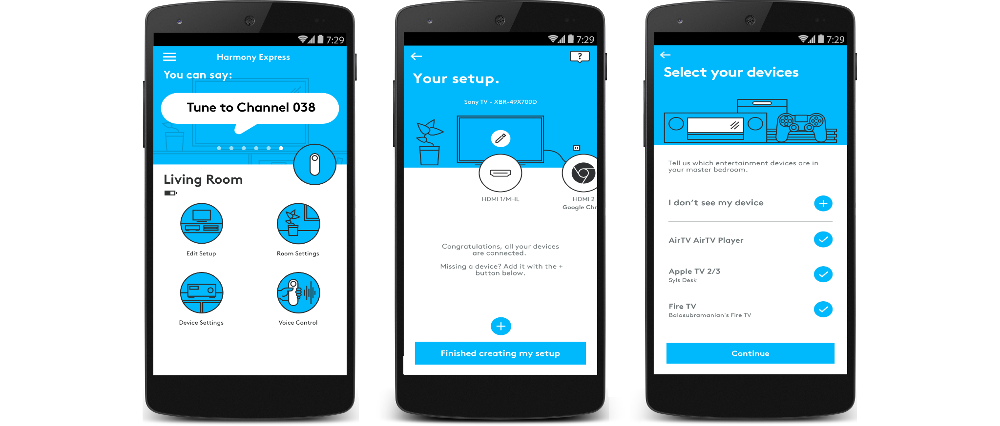 7:29
Harmony Express
You can say:
Tune to Channel 038
Living Room
Edit Setup
Room Settings
Device Settings
Voice Control
7:29
?
Your setup.
Sony TV - XBR-49X700D
HDMI 1/MHL
HDMI 2
Google Chr
Congratulations, all your devices
are connected.
Missing a device? Add it with the +
button below.
Finished creating my setup
7:29
Select your devices
Tell us which entertainment devices are in
your master bedroom.
I don't see my device
AirTV AirTV Player
Apple TV 2/3
Syls Desk
Fire TV
Balasubramanian's Fire TV
Continue